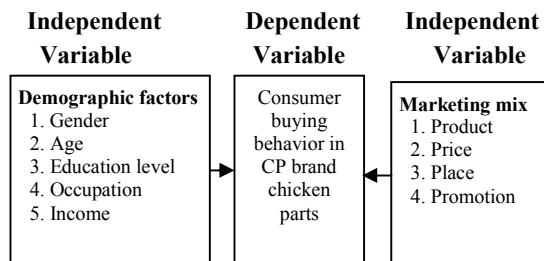 Independent
Variable
Demographic factors
1. Gender
2. Age
3. Education level
4. Occupation
5. Income
Dependent
Variable
Consumer
buying
behavior in
CP brand
chicken
parts
Independent
Variable
Marketing mix
1. Product
2. Price
3. Place
4. Promotion